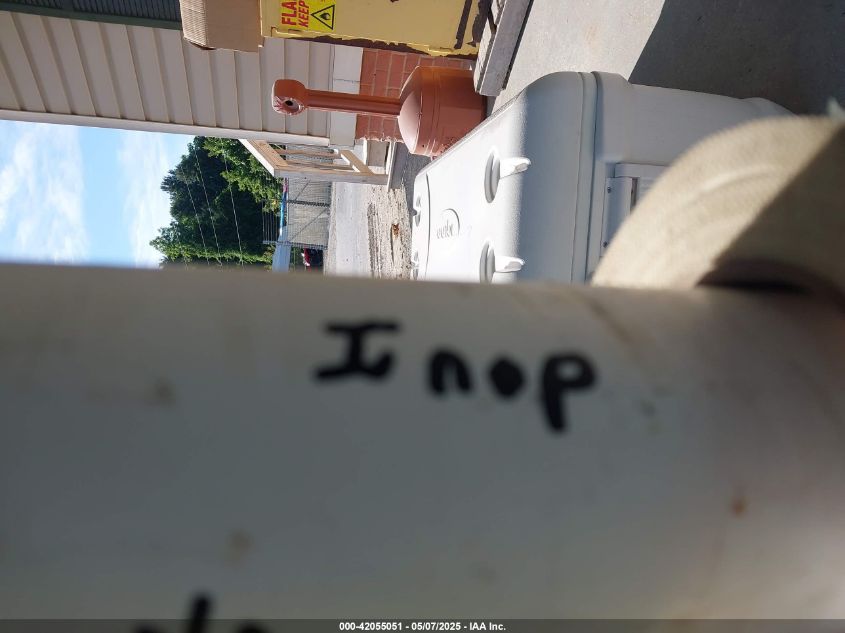 FLA
KEEP
Inop
000-42055051 - 05/07/2025 - IAA Inc.